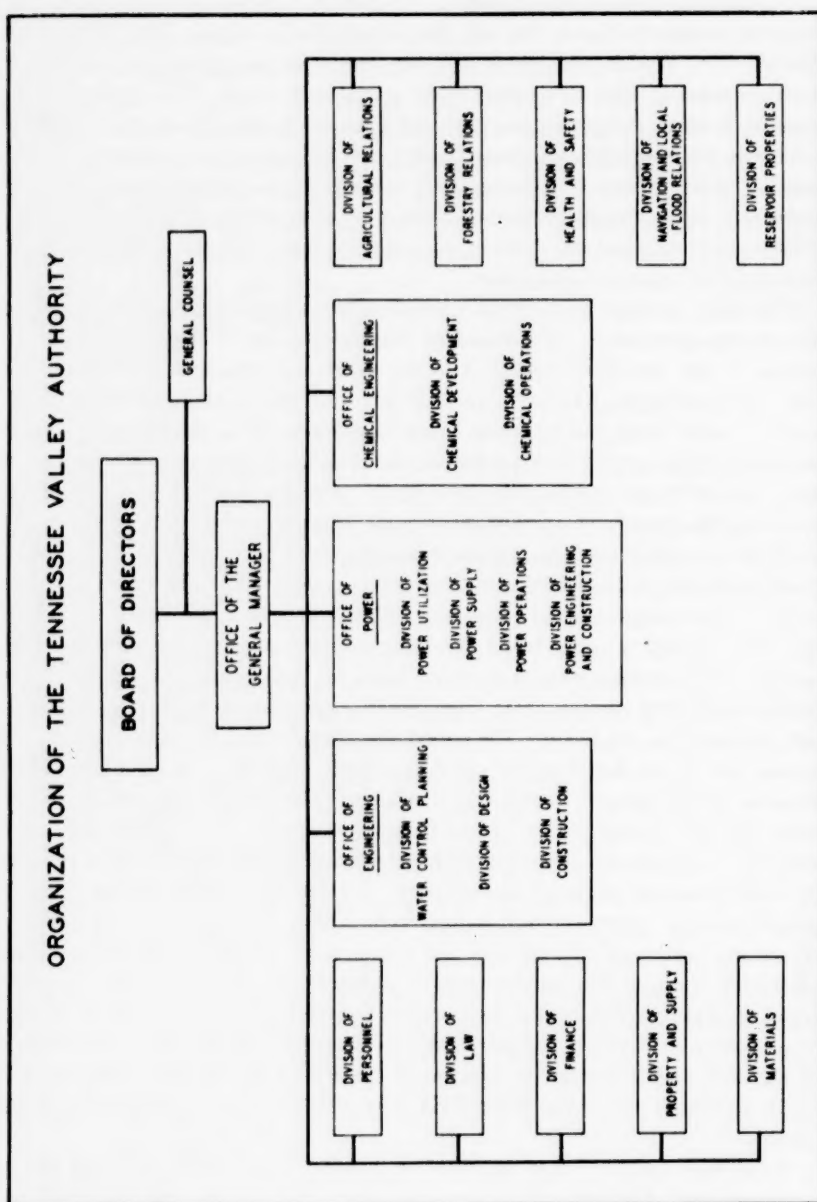 ORGANIZATION OF THE TENNESSEE VALLEY AUTHORITY
BOARD OF DIRECTORS
GENERAL COUNSEL
OFFICE OF THE
GENERAL MANAGER
DIVISION OF
PERSONNEL
DIVISION OF
LAW
DIVISION OF
FINANCE
DIVISION OF
PROPERTY AND SUPPLY
DIVISION OF
MATERIALS
OFFICE OF
ENGINEERING
DIVISION OF
WATER CONTROL PLANNING
DIVISION OF DESIGN
DIVISION OF
CONSTRUCTION
OFFICE OF
POWER
DIVISION OF
POWER UTILIZATION
DIVISION OF
POWER SUPPLY
DIVISION OF
POWER OPERATIONS
DIVISION OF
POWER ENGINEERING
AND CONSTRUCTION
OFFICE OF
CHEMICAL ENGINEERING
DIVISION OF
CHEMICAL DEVELOPMENT
DIVISION OF
CHEMICAL OPERATIONS
DIVISION OF
AGRICULTURAL RELATIONS
DIVISION OF
FORESTRY RELATIONS
DIVISION OF
HEALTH AND SAFETY
DIVISION OF
NAVIGATION AND LOCAL
FLOOD RELATIONS
DIVISION OF
RESERVOIR PROPERTIES